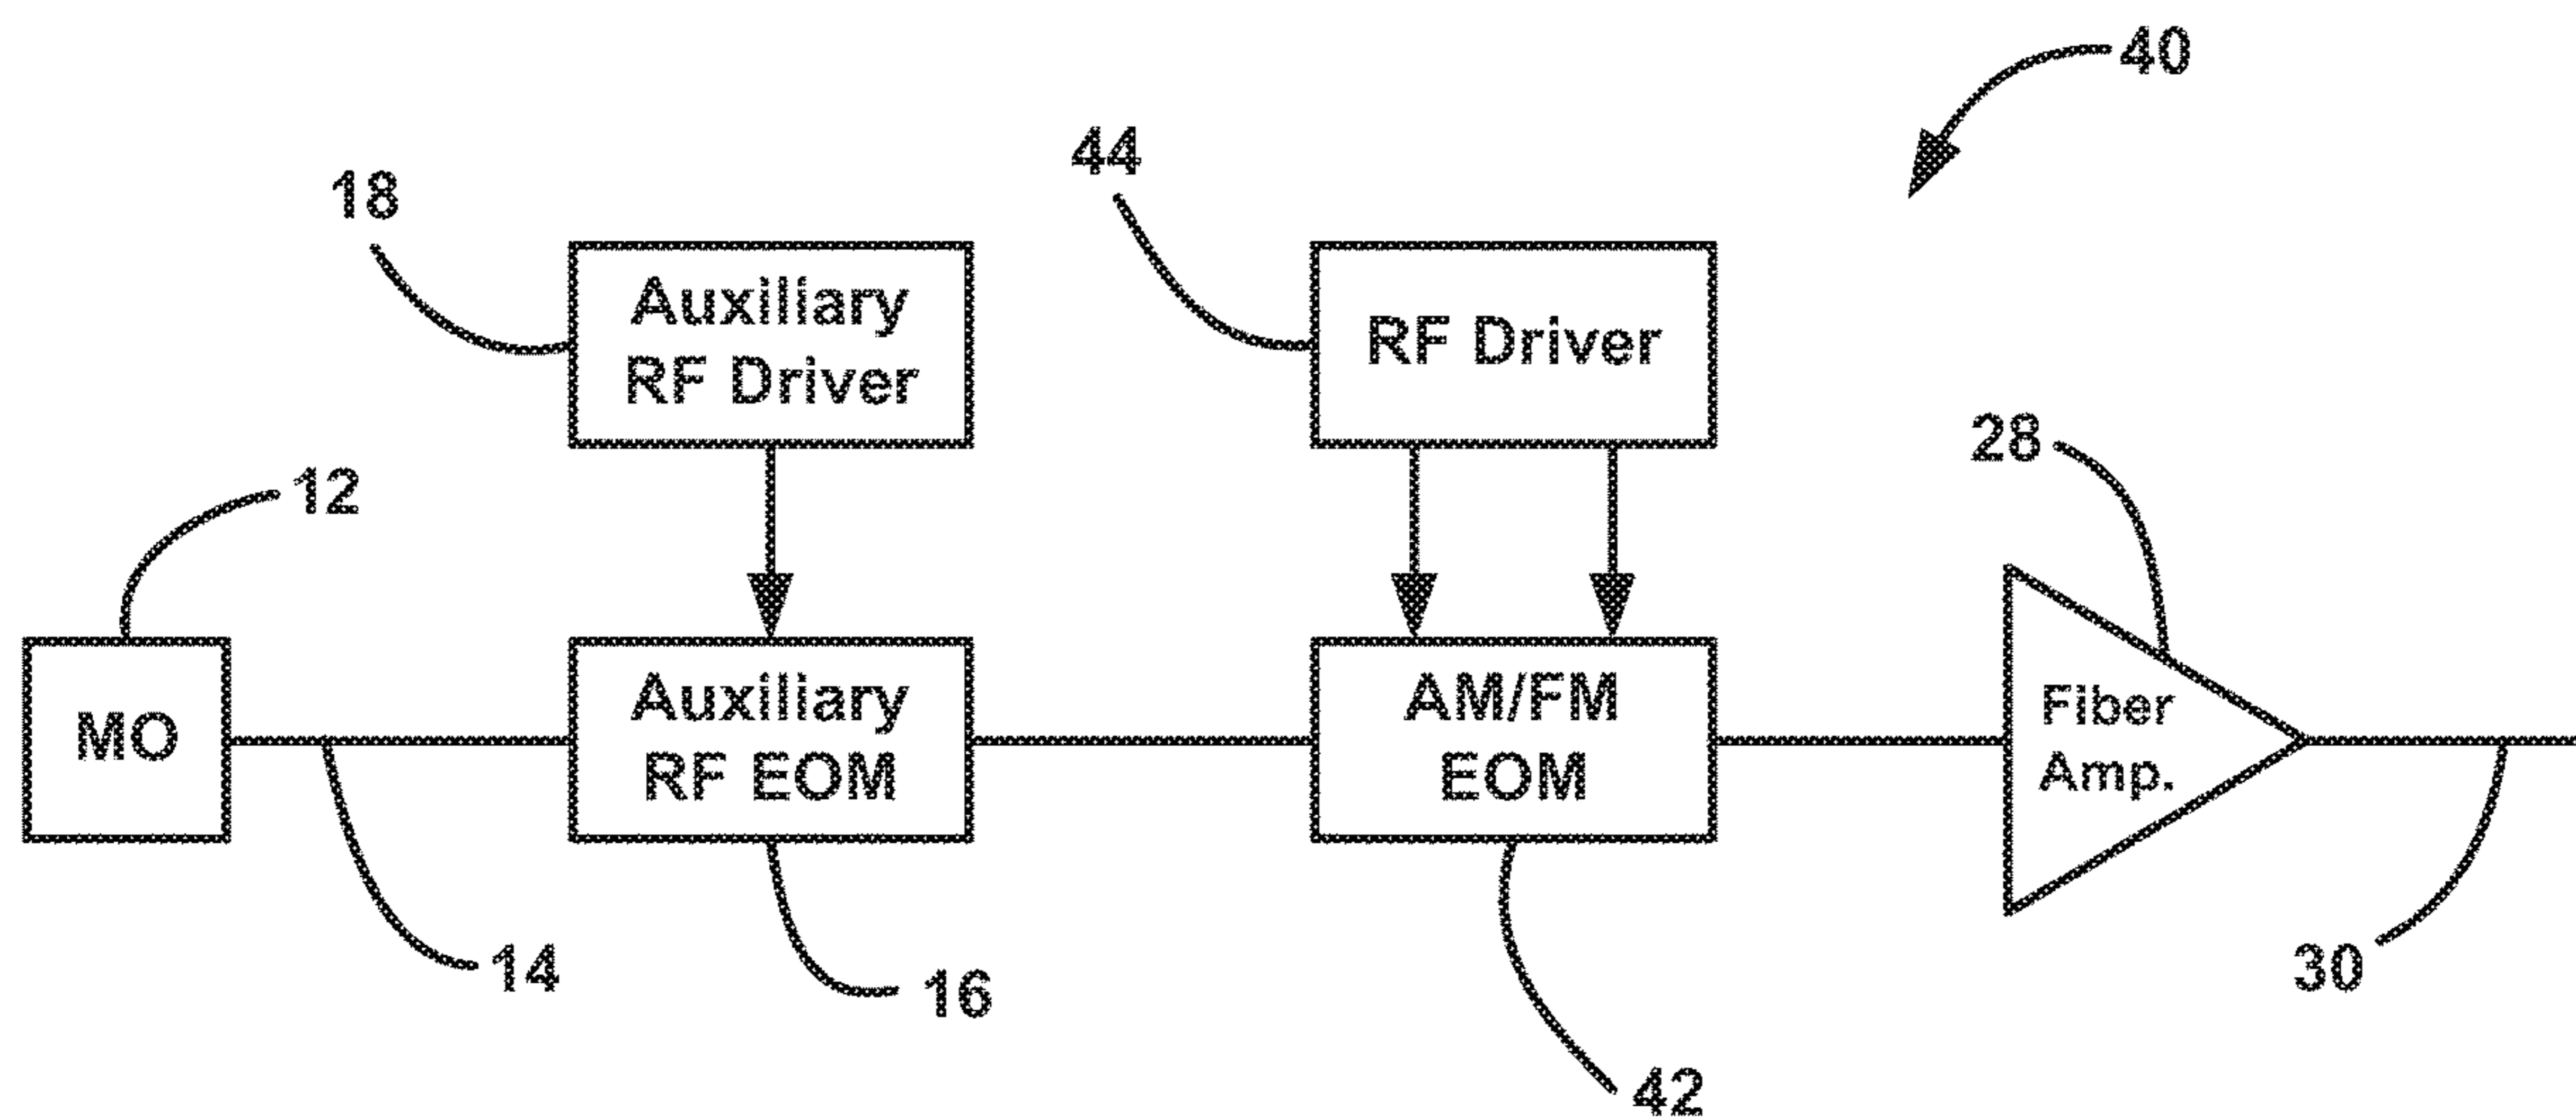 40
44
18
Auxiliary
RF Driver
RF Driver
28
12
MO
Auxiliary
RF EOM
AM/FM
EOM
Fiber
Amp.
14
16
30
42